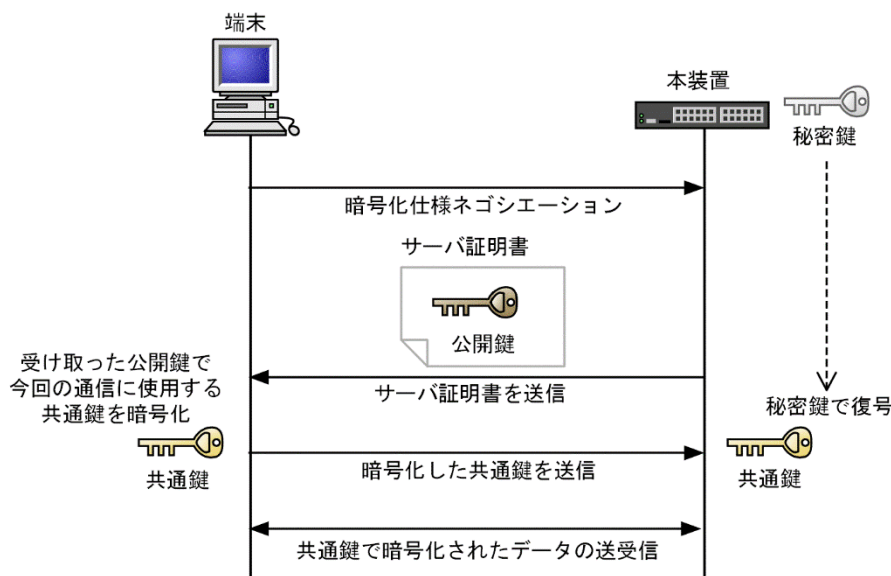 端末
本装置
秘密鍵
暗号化仕様ネゴシエーション
サーバ証明書
公開鍵
サーバ証明書を送信
受け取った公開鍵で
今回の通信に使用する
共通鍵を暗号化
共通鍵
秘密鍵で復号
共通鍵
暗号化した共通鍵を送信
共通鍵で暗号化されたデータの送受信